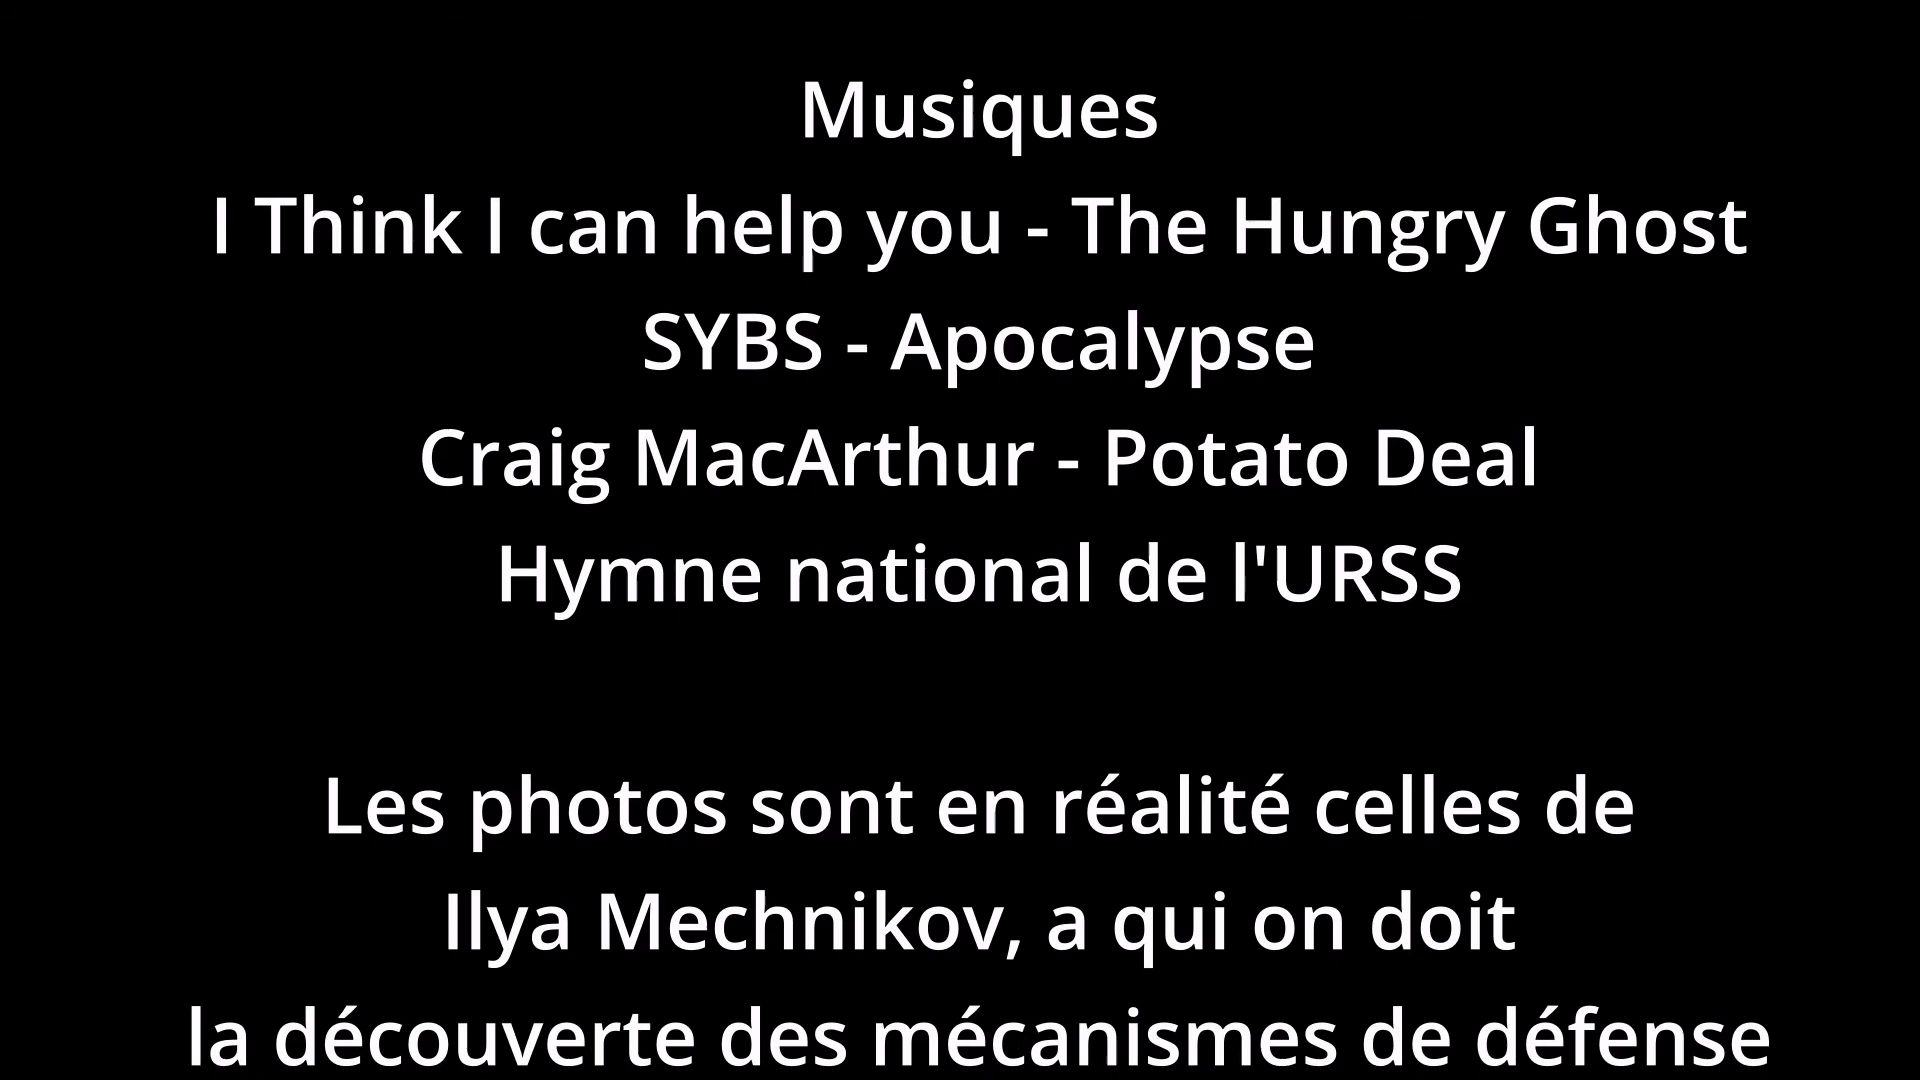 Musiques
I Think I can help you - The Hungry Ghost
SYBS - Apocalypse
Craig MacArthur - Potato Deal
Hymne national de l'URSS
Les photos sont en réalité celles de
Ilya Mechnikov, a qui on doit
la découverte des mécanismes de défense